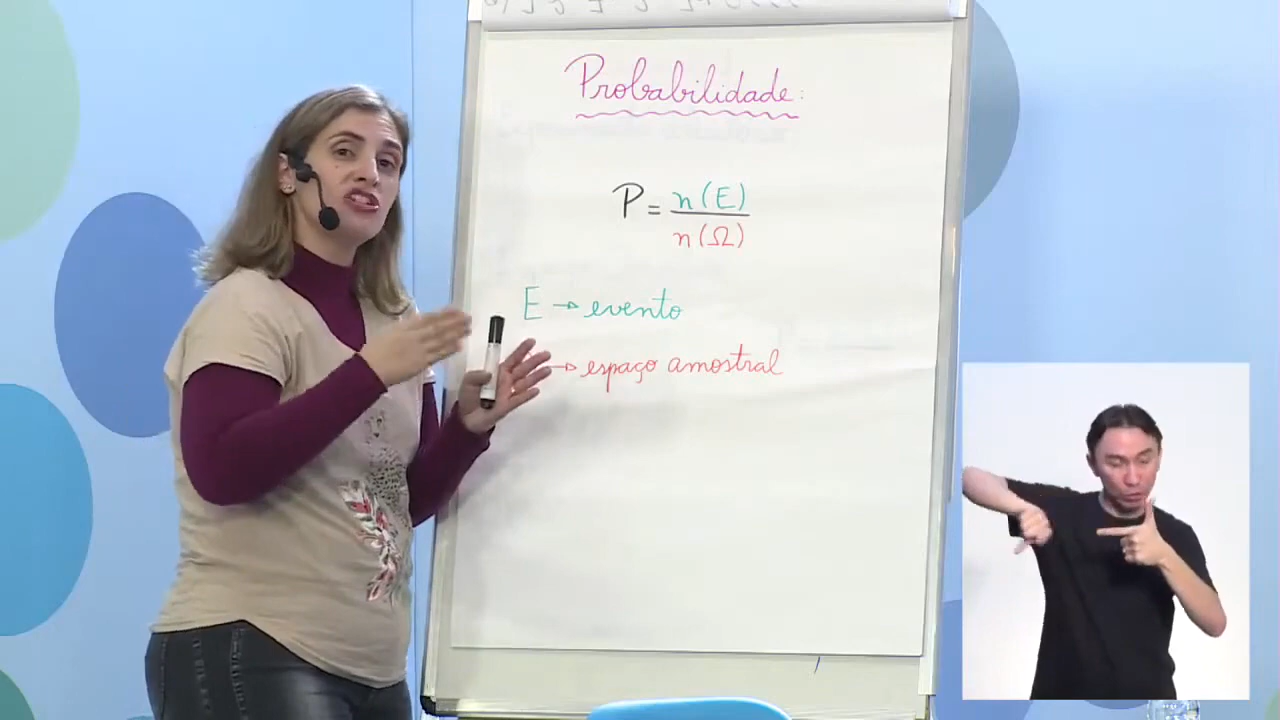 Probabilidade:
P = n(E)
n(Ω)
E → evento
→ espaço amostral